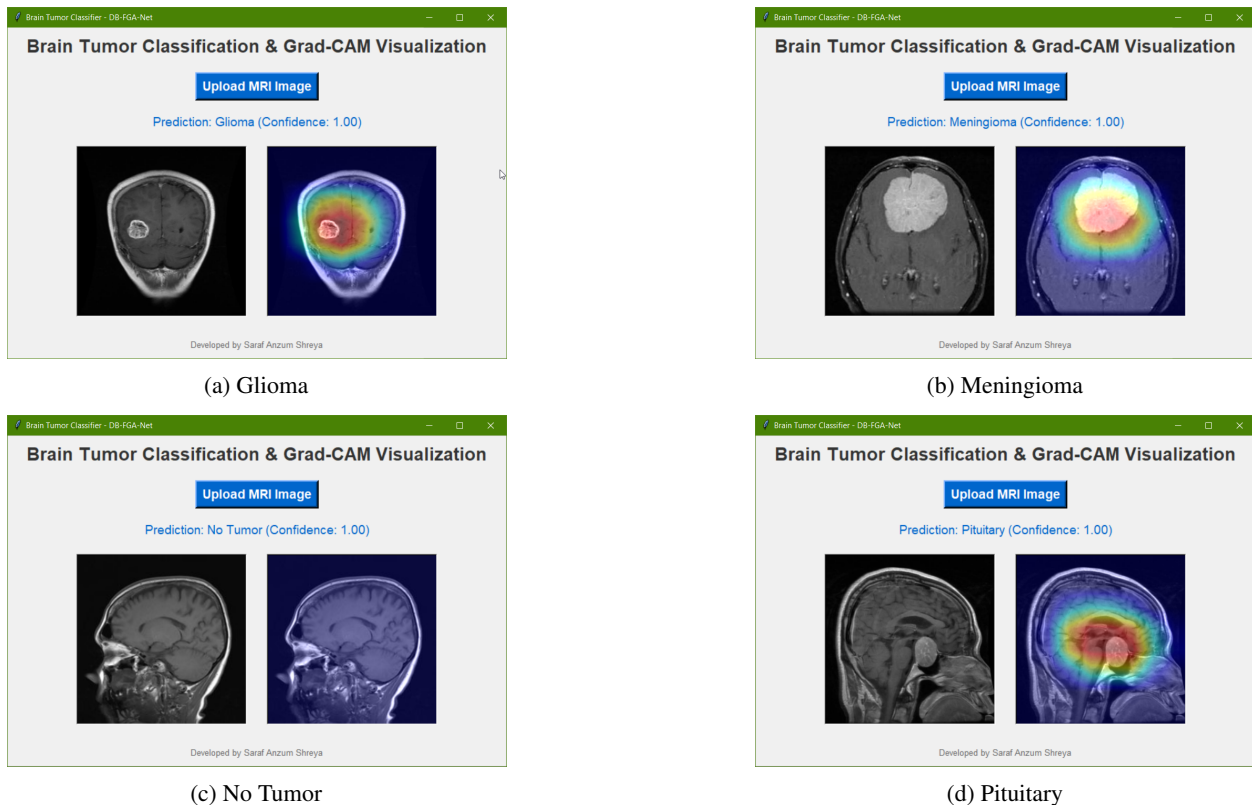 Brain Tumor Classifier - DB-FGA-Net
Brain Tumor Classification & Grad-CAM Visualization
Upload MRI Image
Prediction: Glioma (Confidence: 1.00)
Developed by Saraf Anzum Shreya
(a) Glioma
Brain Tumor Classifier - DB-FGA-Net
Brain Tumor Classification & Grad-CAM Visualization
Upload MRI Image
Prediction: Meningioma (Confidence: 1.00)
Developed by Saraf Anzum Shreya
(b) Meningioma
Brain Tumor Classifier - DB-FGA-Net
Brain Tumor Classification & Grad-CAM Visualization
Upload MRI Image
Prediction: No Tumor (Confidence: 1.00)
Developed by Saraf Anzum Shreya
(c) No Tumor
Brain Tumor Classifier - DB-FGA-Net
Brain Tumor Classification & Grad-CAM Visualization
Upload MRI Image
Prediction: Pituitary (Confidence: 1.00)
Developed by Saraf Anzum Shreya
(d) Pituitary